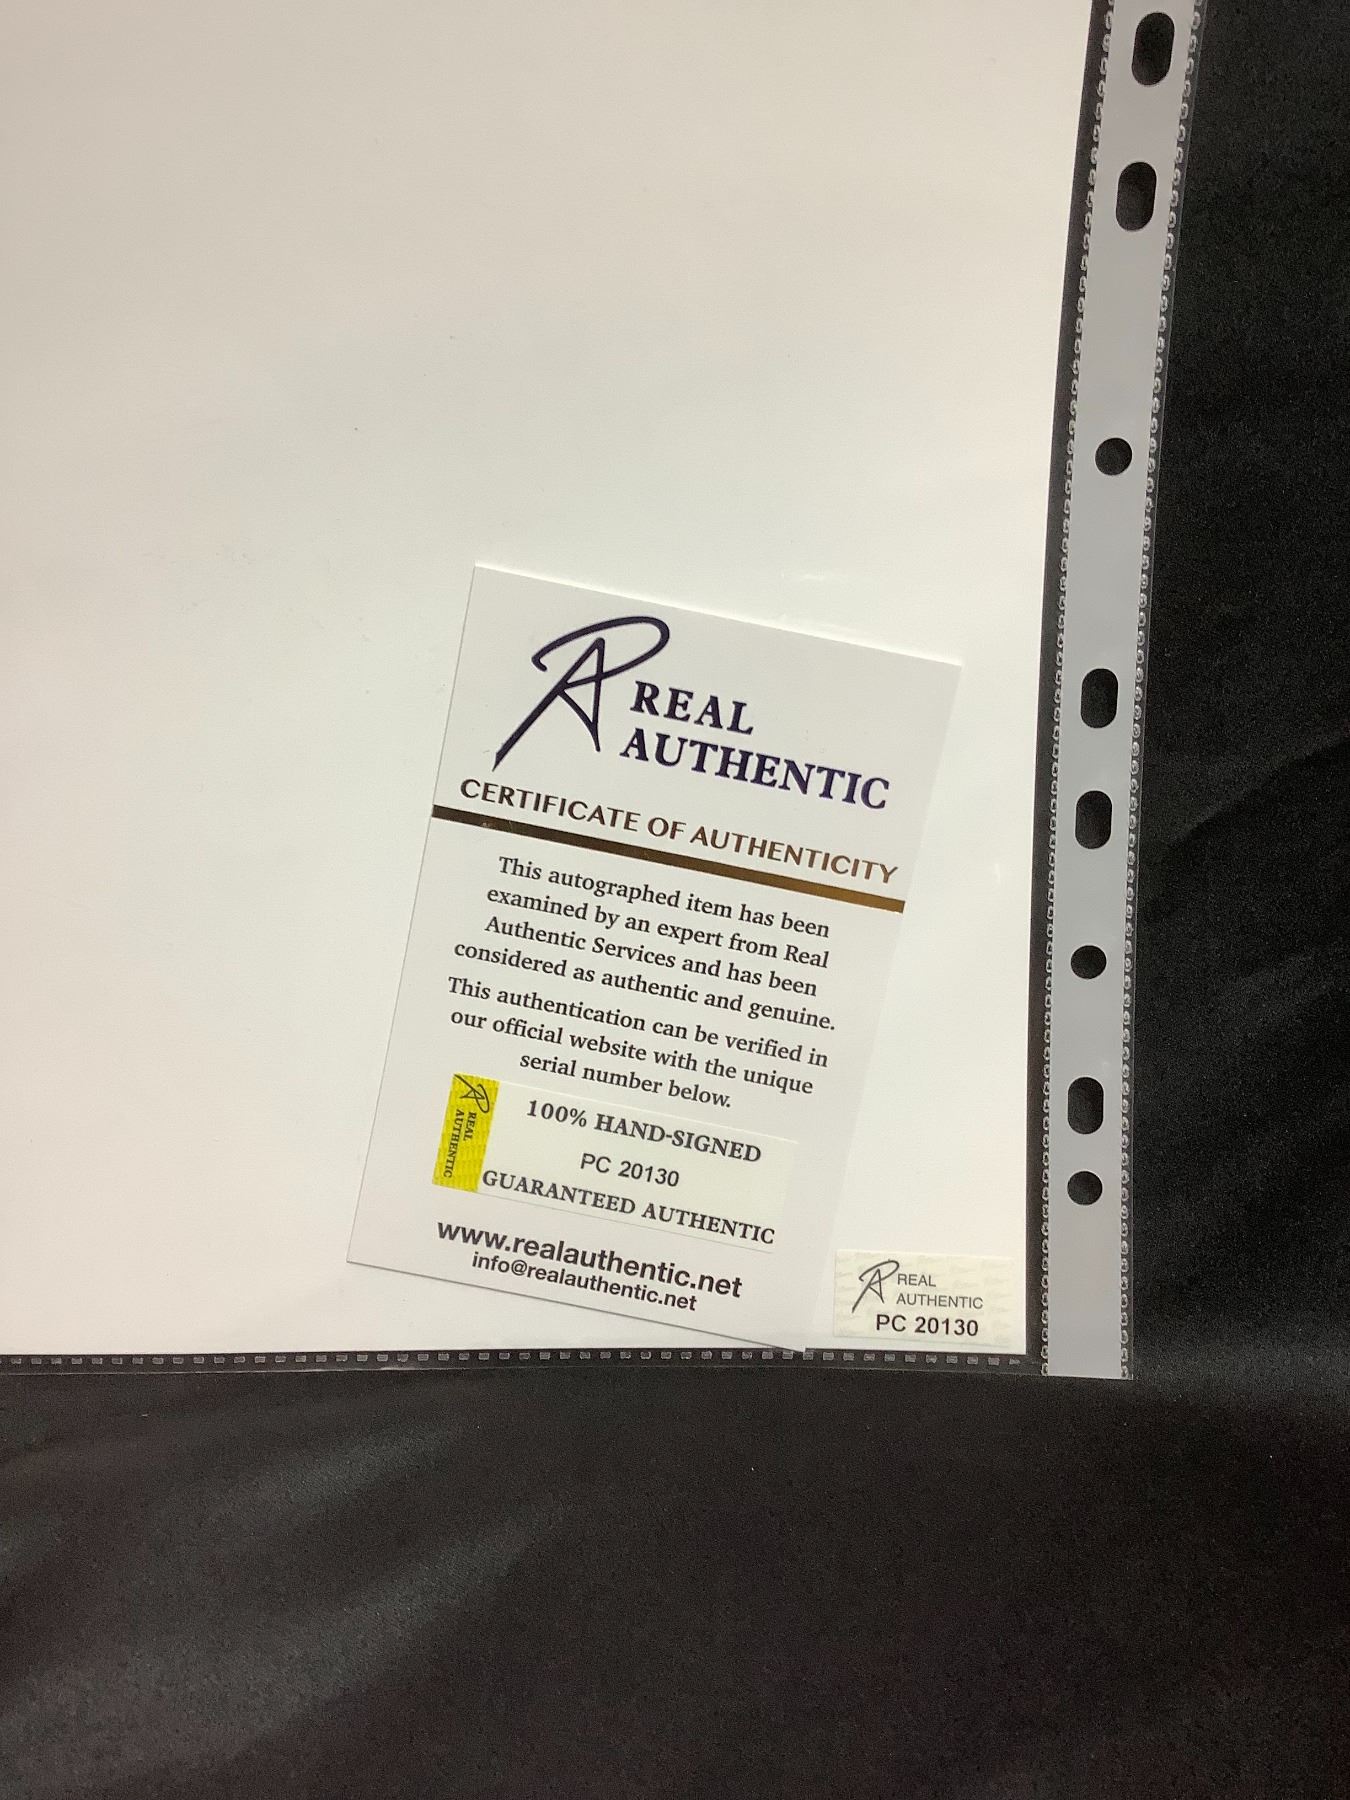 REAL
AUTHENTIC
CERTIFICATE OF AUTHENTICITY
This autographed item has been
examined by an expert from Real
Authentic Services and has been
considered as authentic and genuine.
This authentication can be verified in
our official website with the unique
serial number below.
REAL
AUTHENTIC
100% HAND-SIGNED
PC 20130
GUARANTEED AUTHENTIC
www.realauthentic.net
info@realauthentic.net
REAL
AUTHENTIC
PC 20130